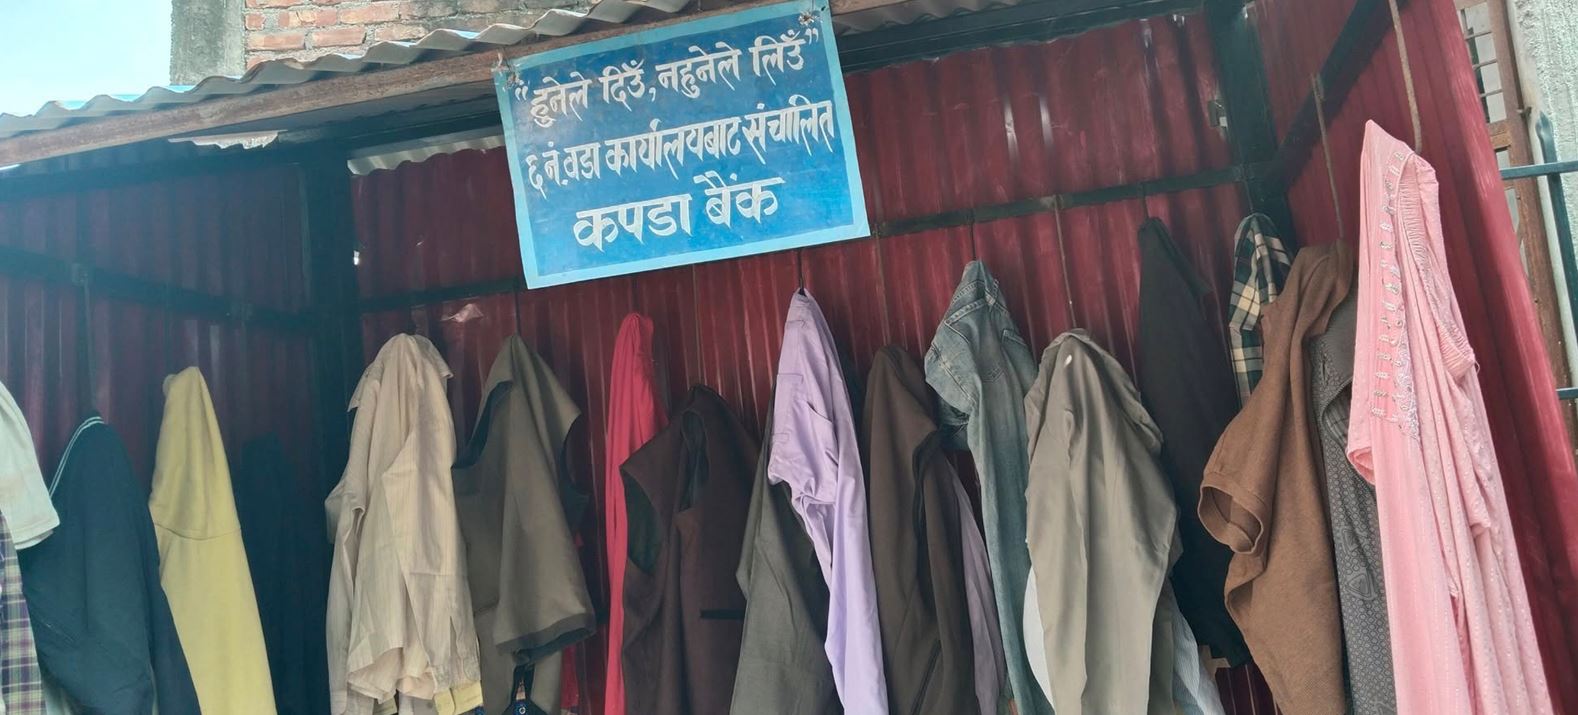 “हुनेले दिउँ, नहुनेले लिउँ”
६ नं. वडा कार्यालयबाट संचालित
कपडा बैंक